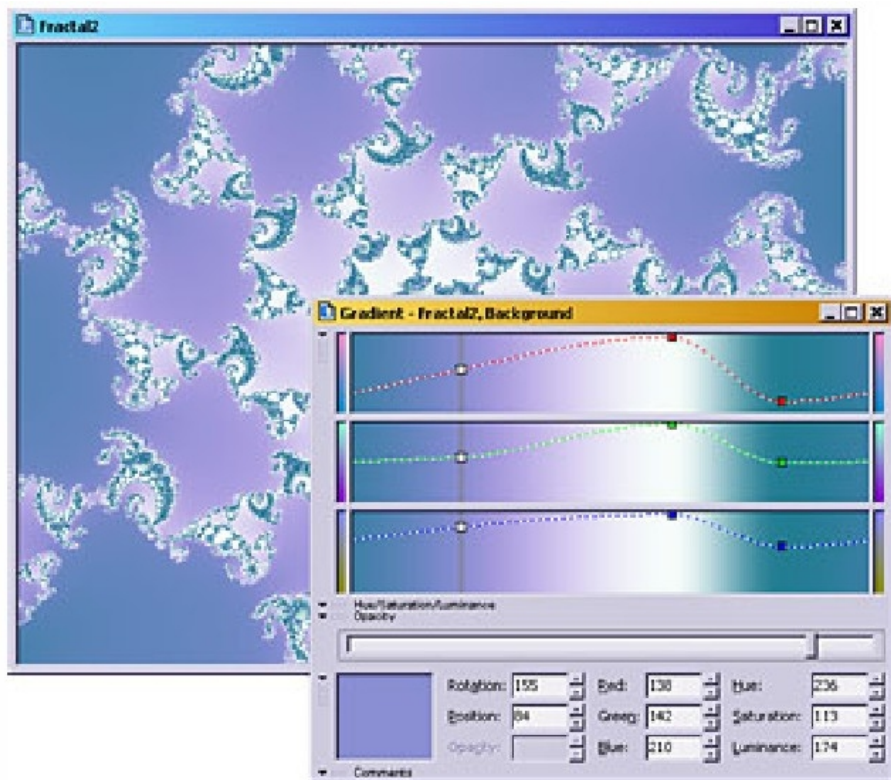 Fractal2
Gradient - Fractal2, Background
Hue/Saturation/Luminance
Opacity
Rotation: 155 Red: 138 Hue: 236
Position: 84 Green: 142 Saturation: 113
Opacity: Blue: 210 Luminance: 174
Comments